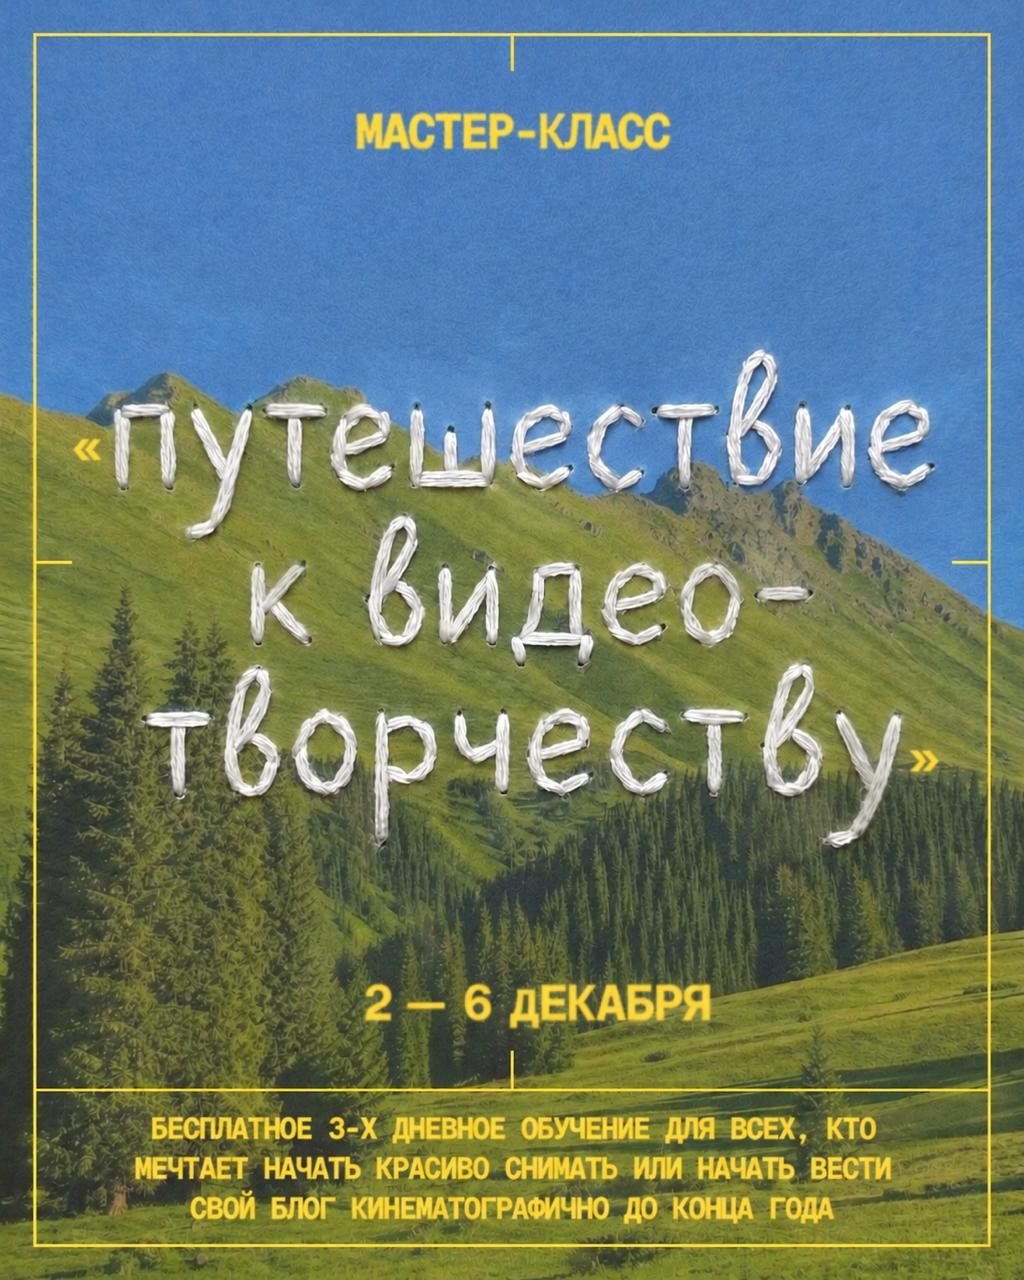 МАСТЕР-КЛАСС
«путешествие
к видео-
творчеству»
2 — 6 ДЕКАБРЯ
БЕСПЛАТНОЕ 3-Х ДНЕВНОЕ ОБУЧЕНИЕ ДЛЯ ВСЕХ, КТО
МЕЧТАЕТ НАЧАТЬ КРАСИВО СНИМАТЬ ИЛИ НАЧАТЬ ВЕСТИ
СВОЙ БЛОГ КИНЕМАТОГРАФИЧНО ДО КОНЦА ГОДА